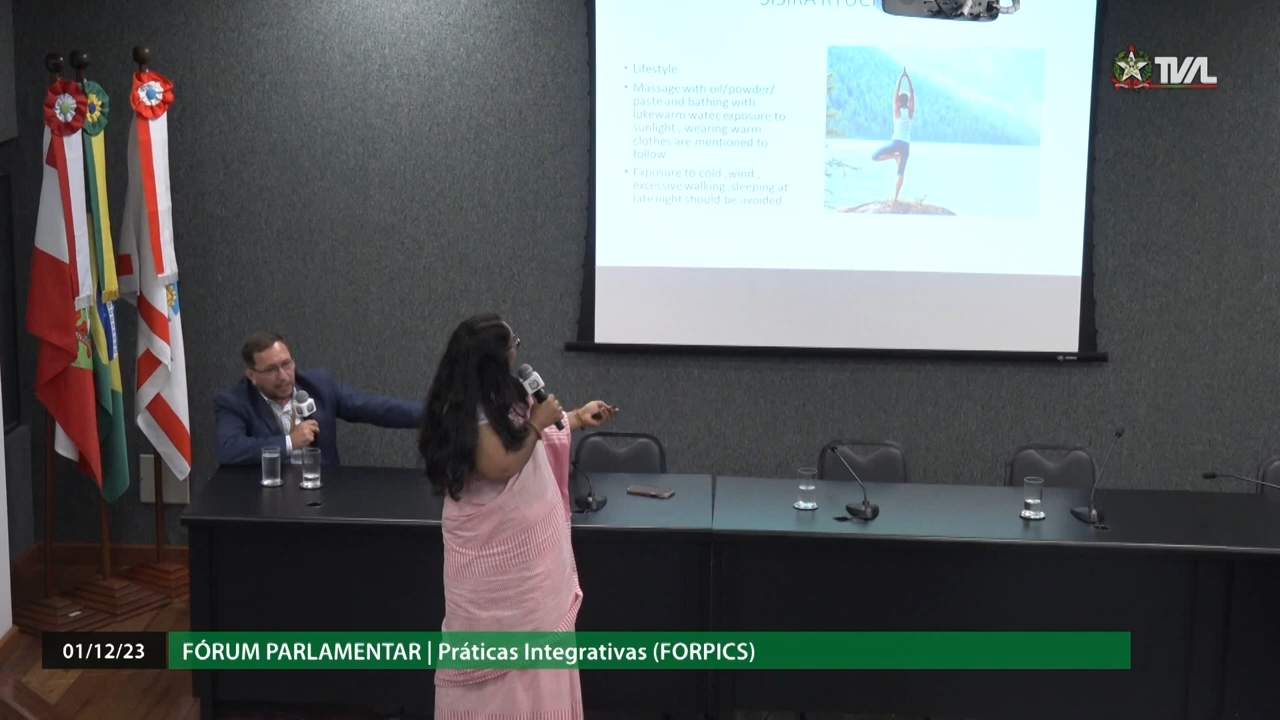 • Lifestyle
• Massage with oil/powder/
paste and bathing with
lukewarm water, exposure to
sunlight , wearing warm
clothes are mentioned to
follow
• Exposure to cold ,wind ,
excessive walking ,sleeping at
late night should be avoided
TVAL
01/12/23
FÓRUM PARLAMENTAR | Práticas Integrativas (FORPICS)